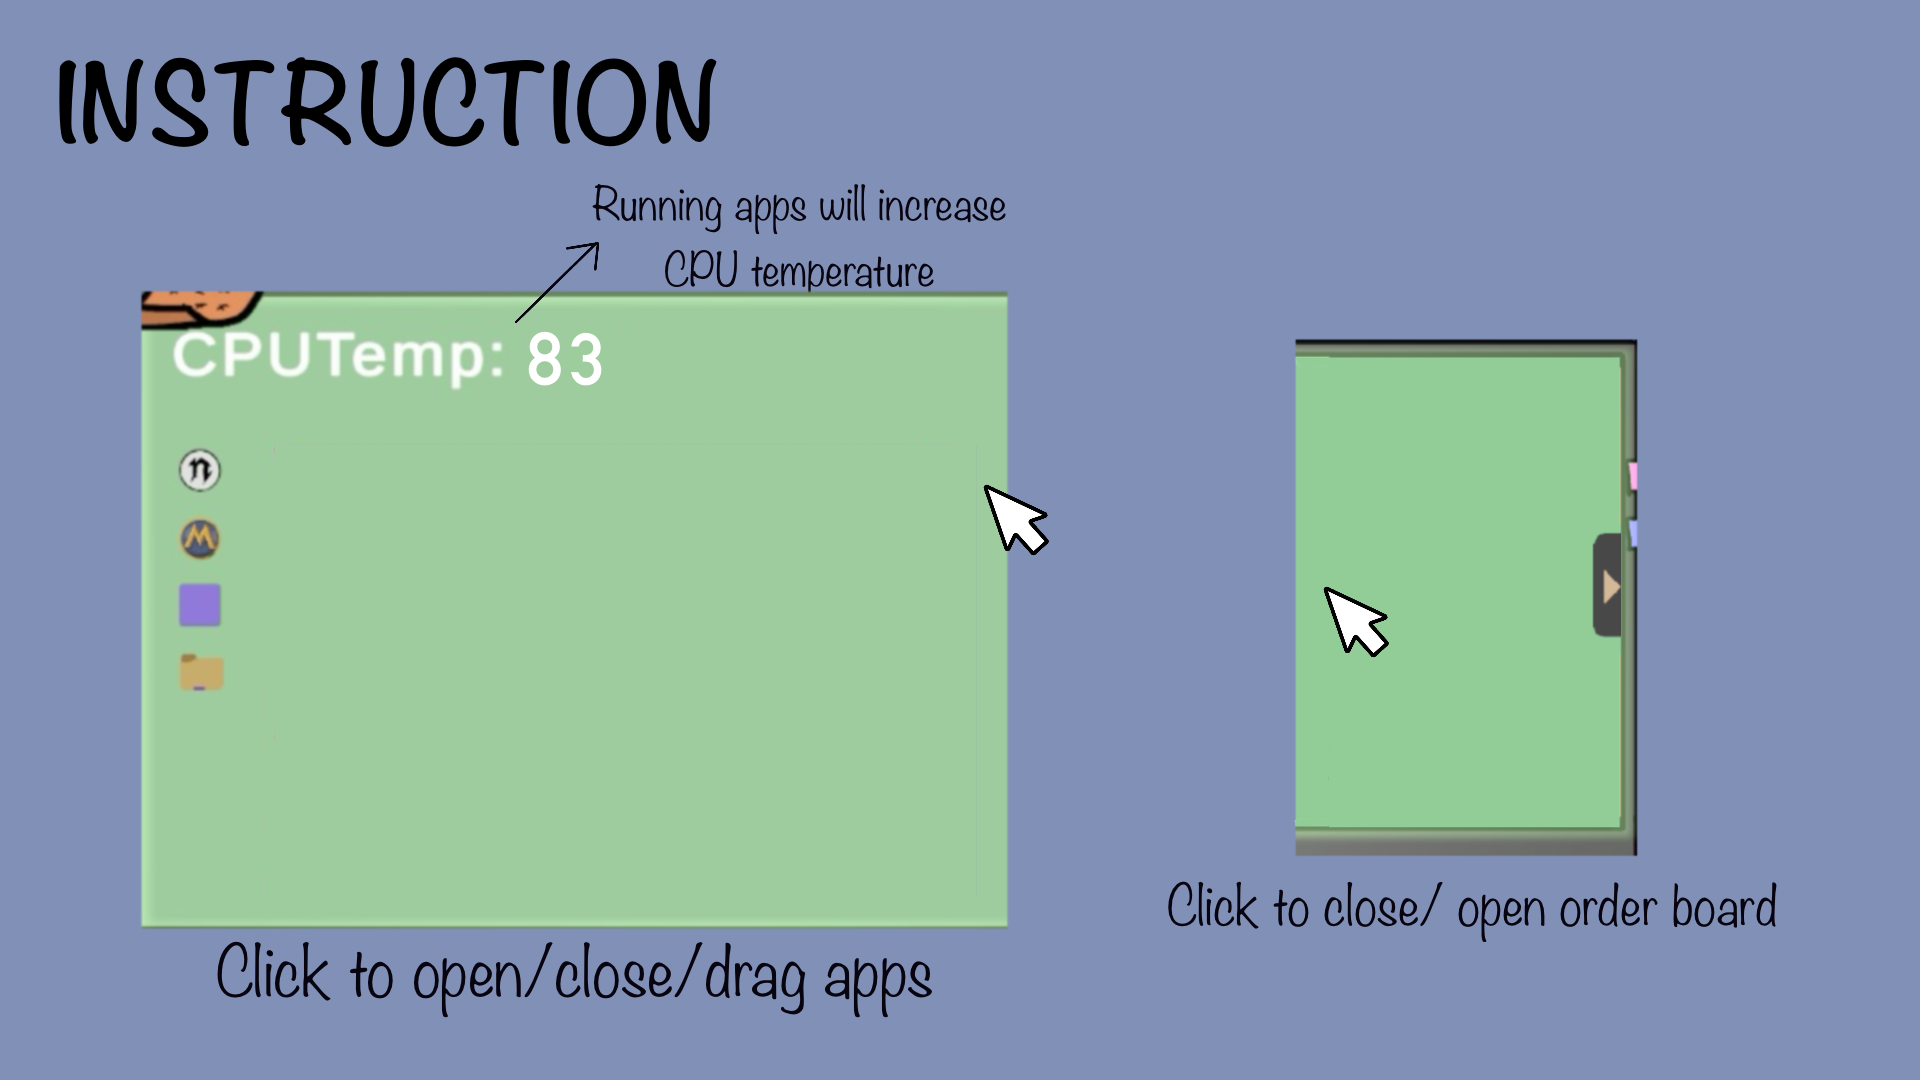 INSTRUCTION
Running apps will increase
CPU temperature
CPUTemp: 83
n
M
Click to open/close/drag apps
Click to close/ open order board